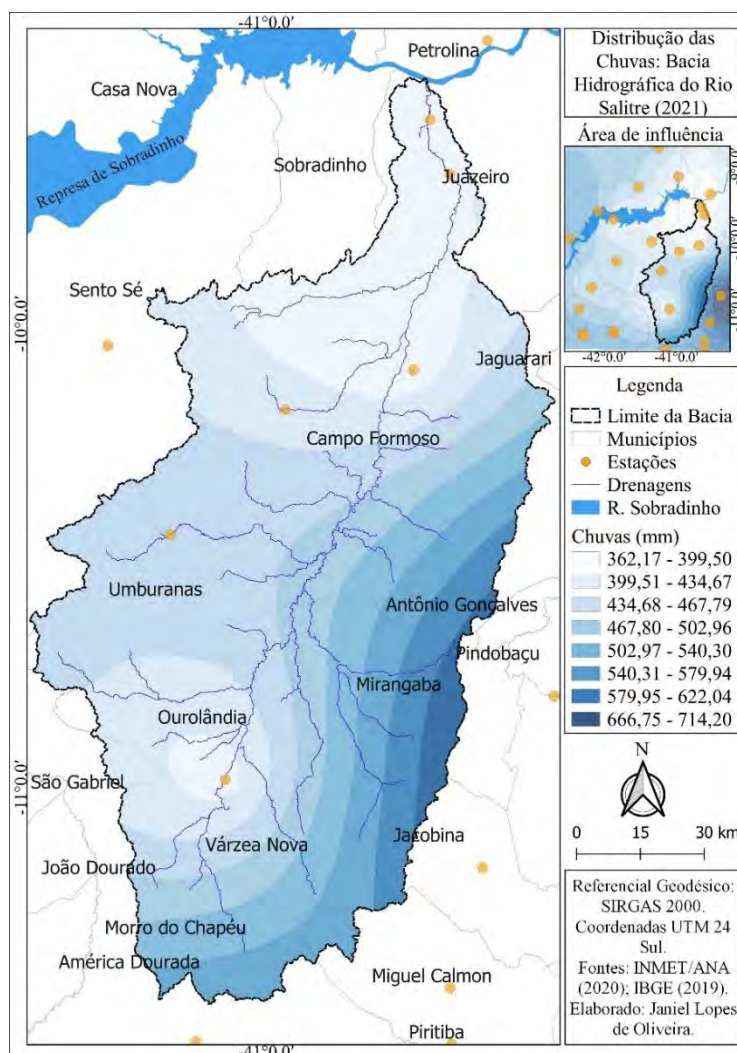 -41°0.0'
Petrolina
Casa Nova
Represa de Sobradinho
Sobradinho
Juazeiro
Sento Sé
-10°0.0'
Jaguarari
Campo Formoso
Umburanas
Antônio Gonçalves
Pindobaçu
Mirangaba
Ourolândia
São Gabriel
-11°0.0'
Jacobina
Várzea Nova
João Dourado
Morro do Chapéu
América Dourada
Miguel Calmon
Piritiba
-41°0.0'
Distribução das
Chuvas: Bacia
Hidrográfica do Rio
Salitre (2021)
Área de influência
-42°0.0' -41°0.0'
Legenda
Limite da Bacia
Municípios
Estações
Drenagens
R. Sobradinho
Chuvas (mm)
362,17 - 399,50
399,51 - 434,67
434,68 - 467,79
467,80 - 502,96
502,97 - 540,30
540,31 - 579,94
579,95 - 622,04
666,75 - 714,20
N
0 15 30 km
Referencial Geodésico:
SIRGAS 2000.
Coordenadas UTM 24
Sul.
Fontes: INMET/ANA
(2020); IBGE (2019).
Elaborado: Janiel Lopes
de Oliveira.